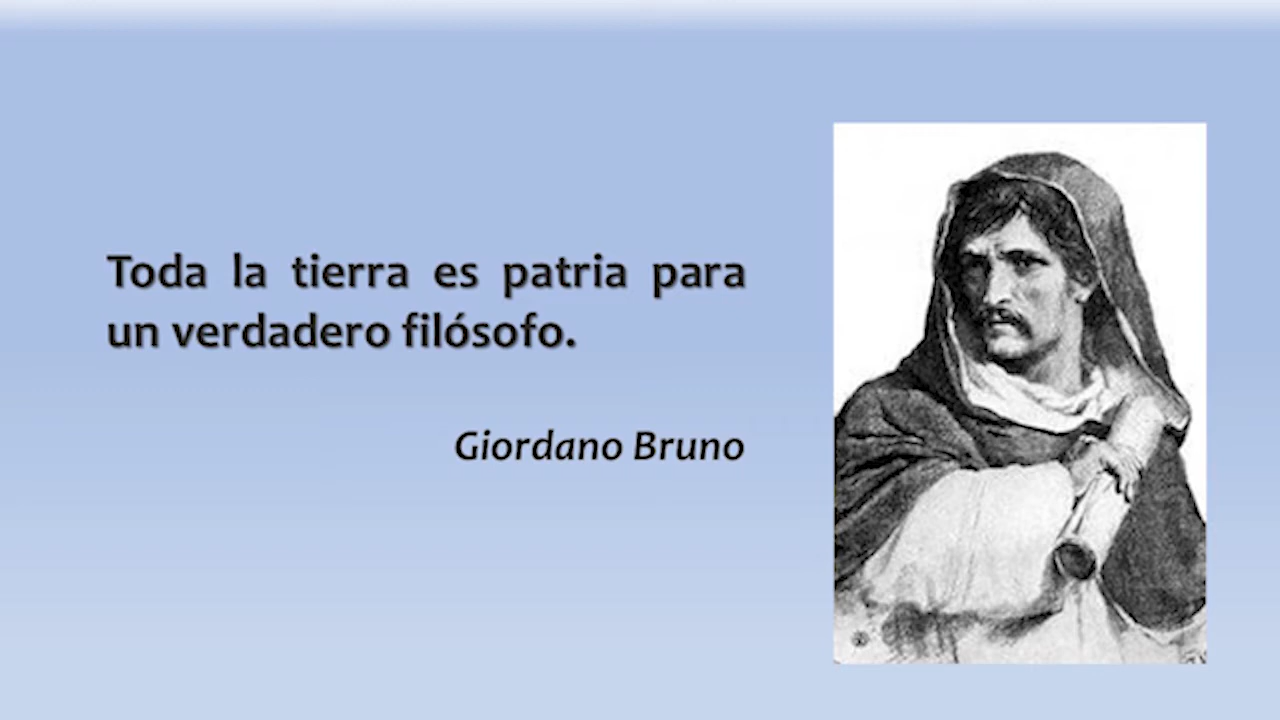 Toda la tierra es patria para
un verdadero filósofo.
Giordano Bruno